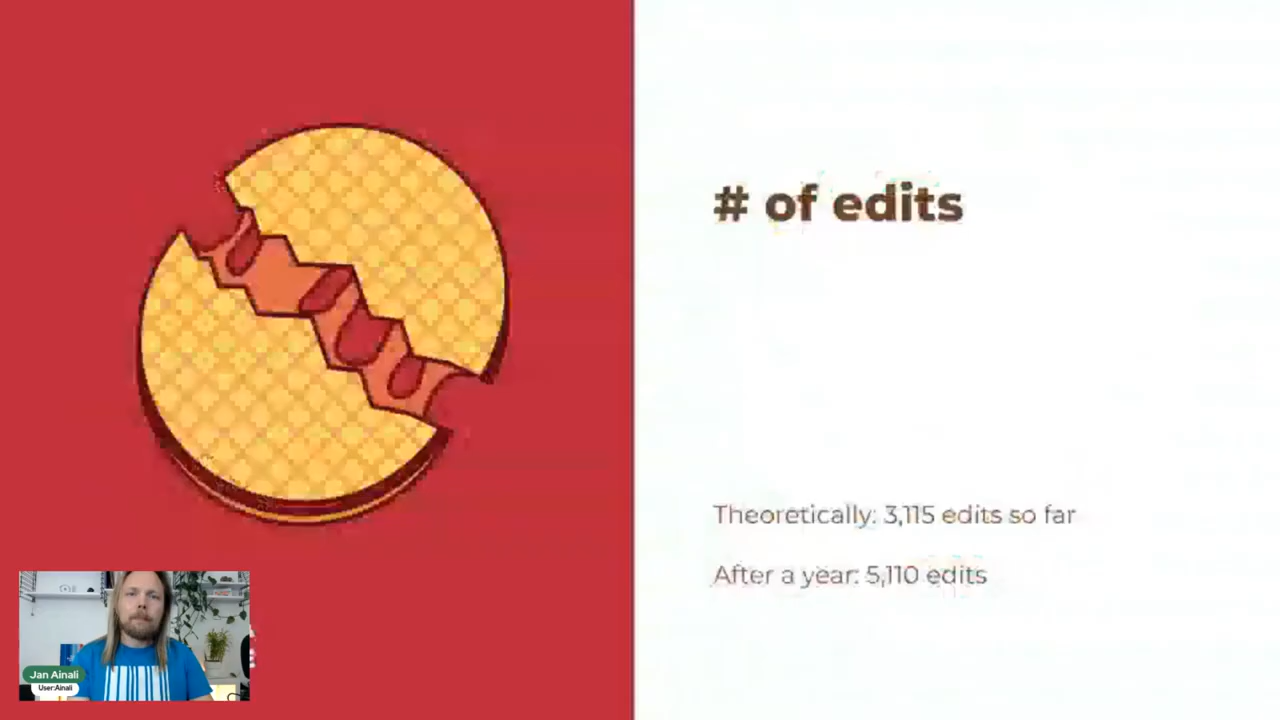 # of edits
Theoretically: 3,115 edits so far
After a year: 5,110 edits
Jan Ainali
User:Ainali